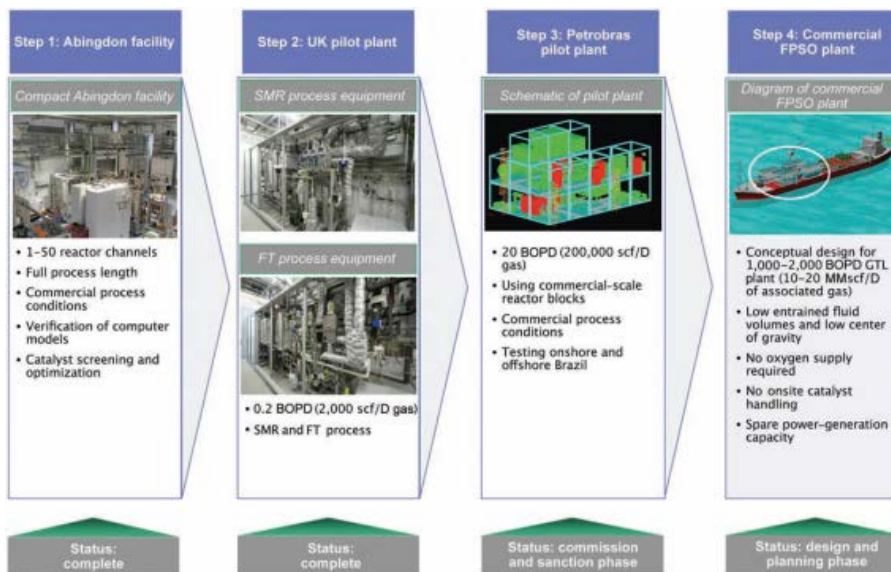 Step 1: Abingdon facility
Compact Abingdon facility
• 1–50 reactor channels
• Full process length
• Commercial process
conditions
• Verification of computer
models
• Catalyst screening and
optimization
Status:
complete
Step 2: UK pilot plant
SMR process equipment
FT process equipment
• 0.2 BOPD (2,000 scf/D gas)
• SMR and FT process
Status:
complete
Step 3: Petrobras
pilot plant
Schematic of pilot plant
• 20 BOPD (200,000 scf/D
gas)
• Using commercial-scale
reactor blocks
• Commercial process
conditions
• Testing onshore and
offshore Brazil
Status: commission
and sanction phase
Step 4: Commercial
FPSO plant
Diagram of commercial
FPSO plant
• Conceptual design for
1,000–2,000 BOPD GTL
plant (10–20 MMscf/D
of associated gas)
• Low entrained fluid
volumes and low center
of gravity
• No oxygen supply
required
• No onsite catalyst
handling
• Spare power-generation
capacity
Status: design and
planning phase